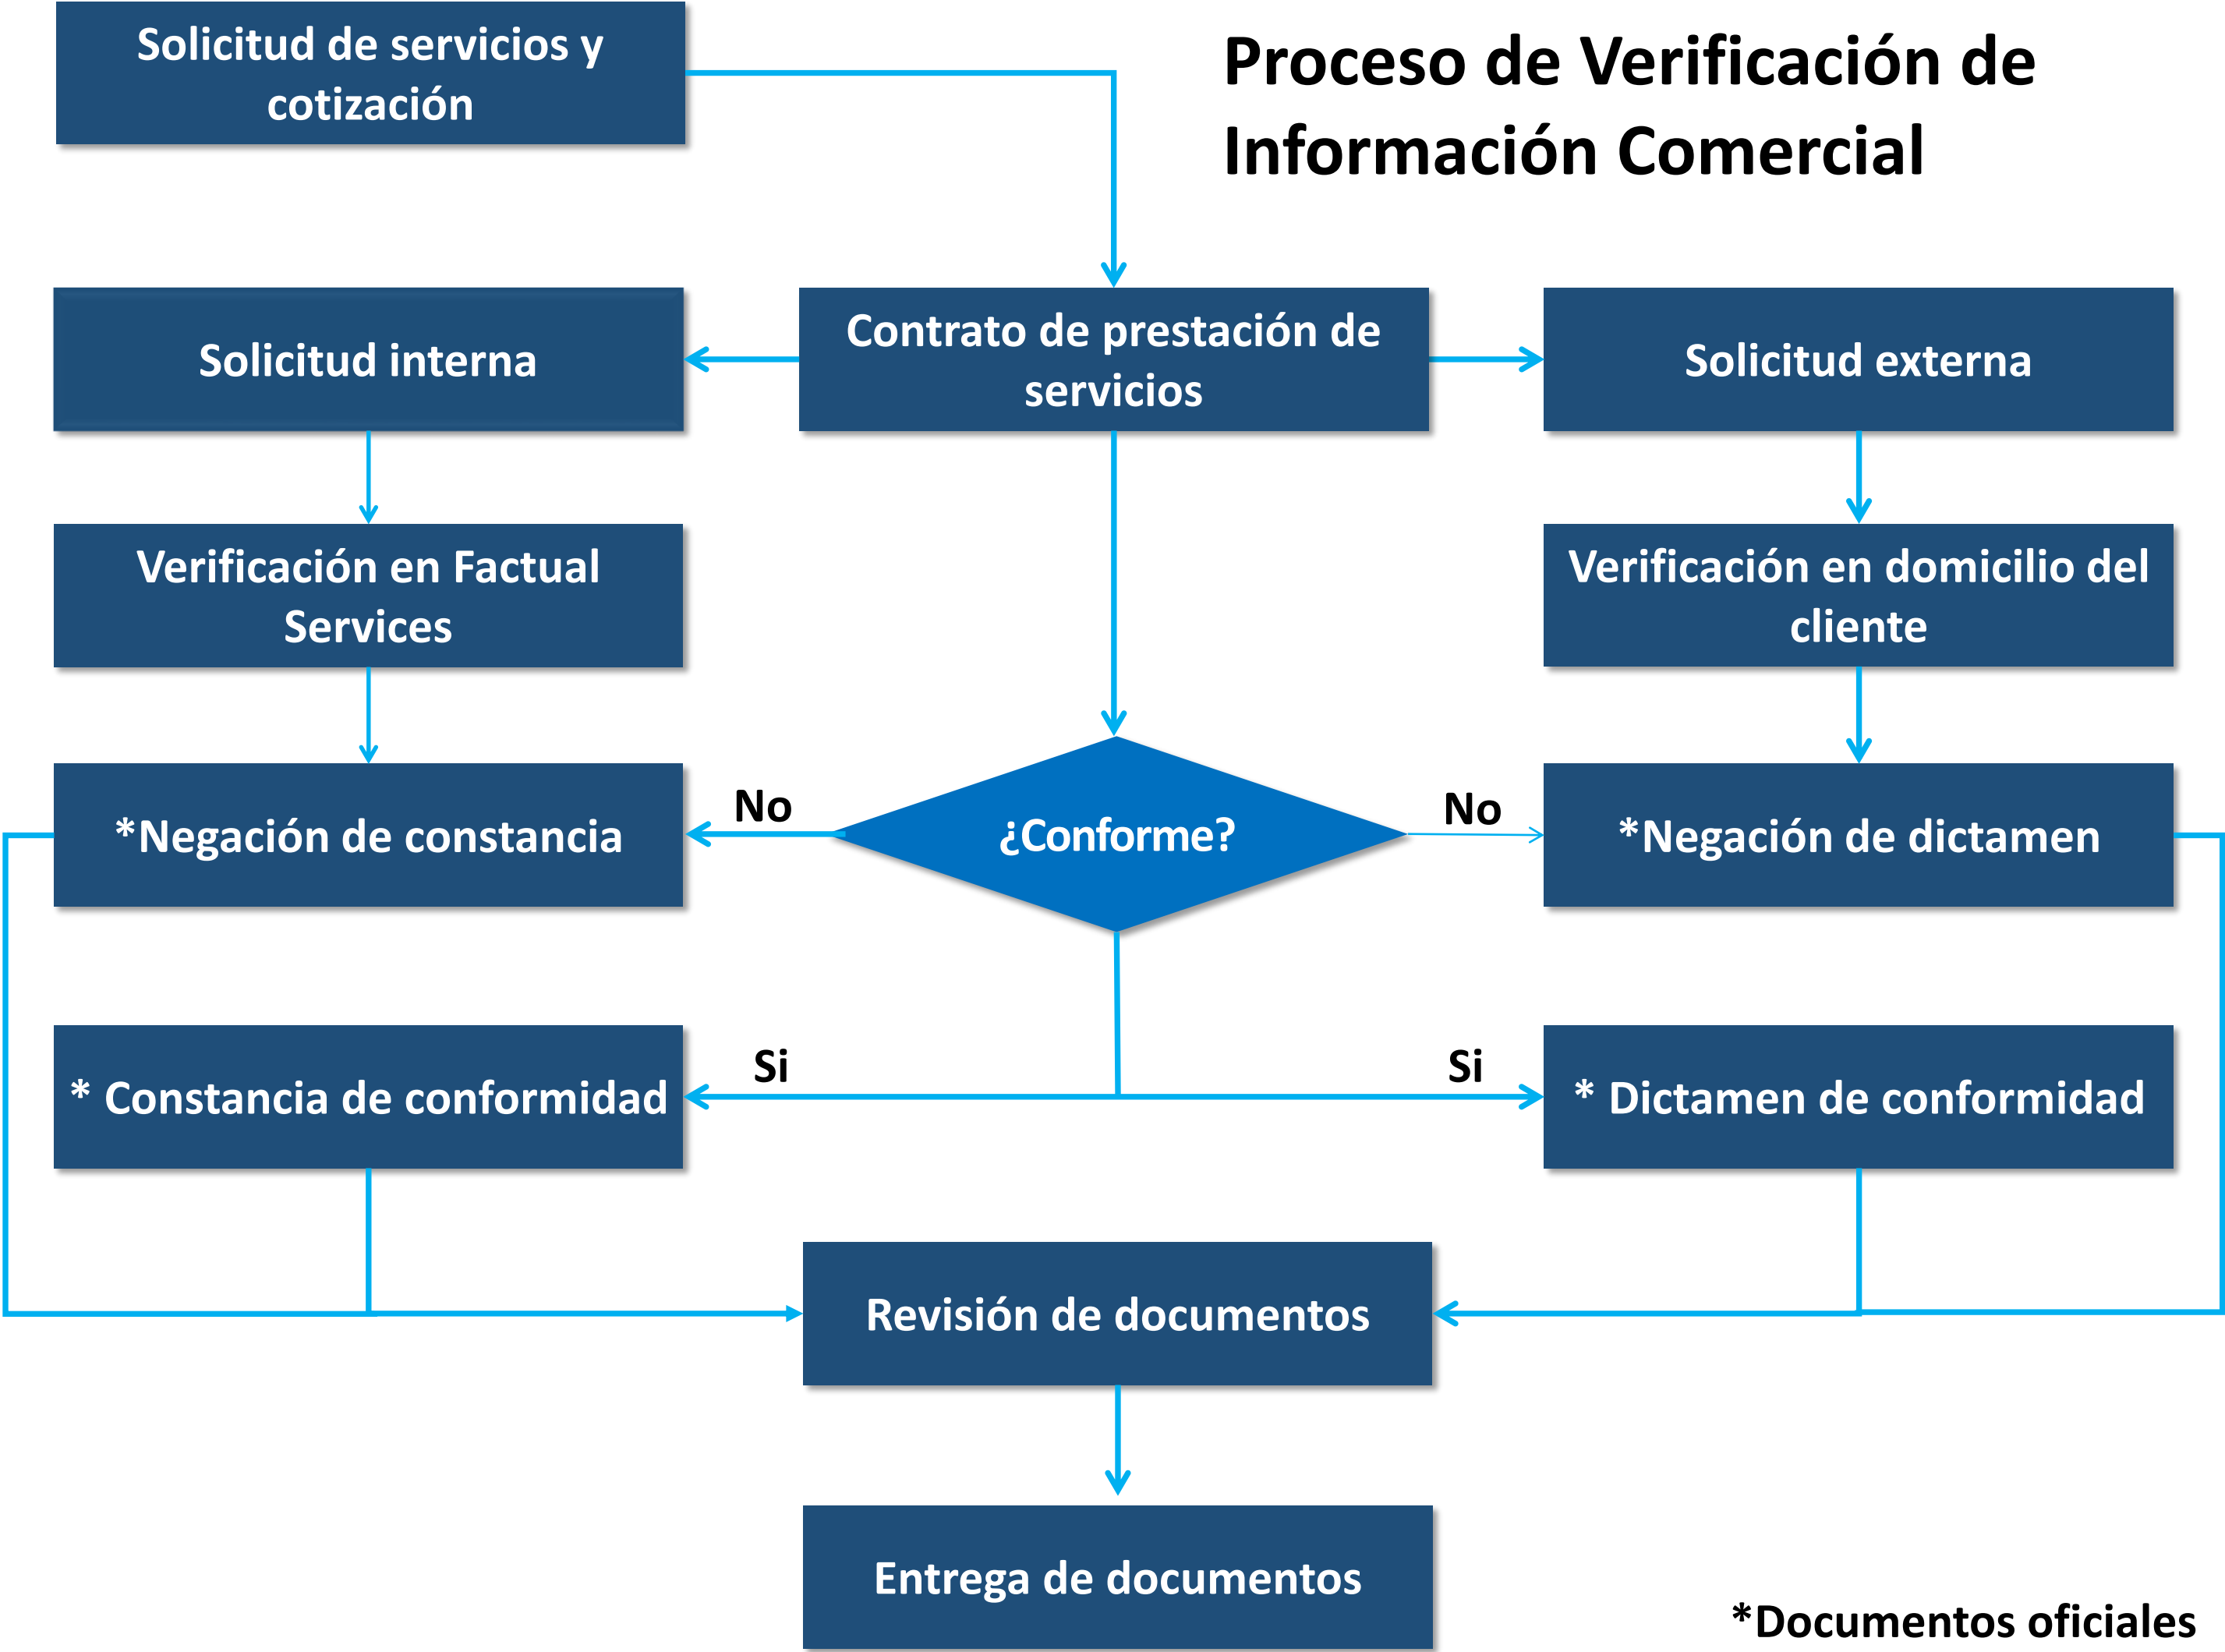 Solicitud de servicios y
cotización
Proceso de Verificación de
Información Comercial
Solicitud interna
Contrato de prestación de
servicios
Solicitud externa
Verificación en Factual
Services
Verificación en domicilio del
cliente
*Negación de constancia
No
¿Conforme?
No
*Negación de dictamen
* Constancia de conformidad
Si
Si
* Dictamen de conformidad
Revisión de documentos
Entrega de documentos
*Documentos oficiales